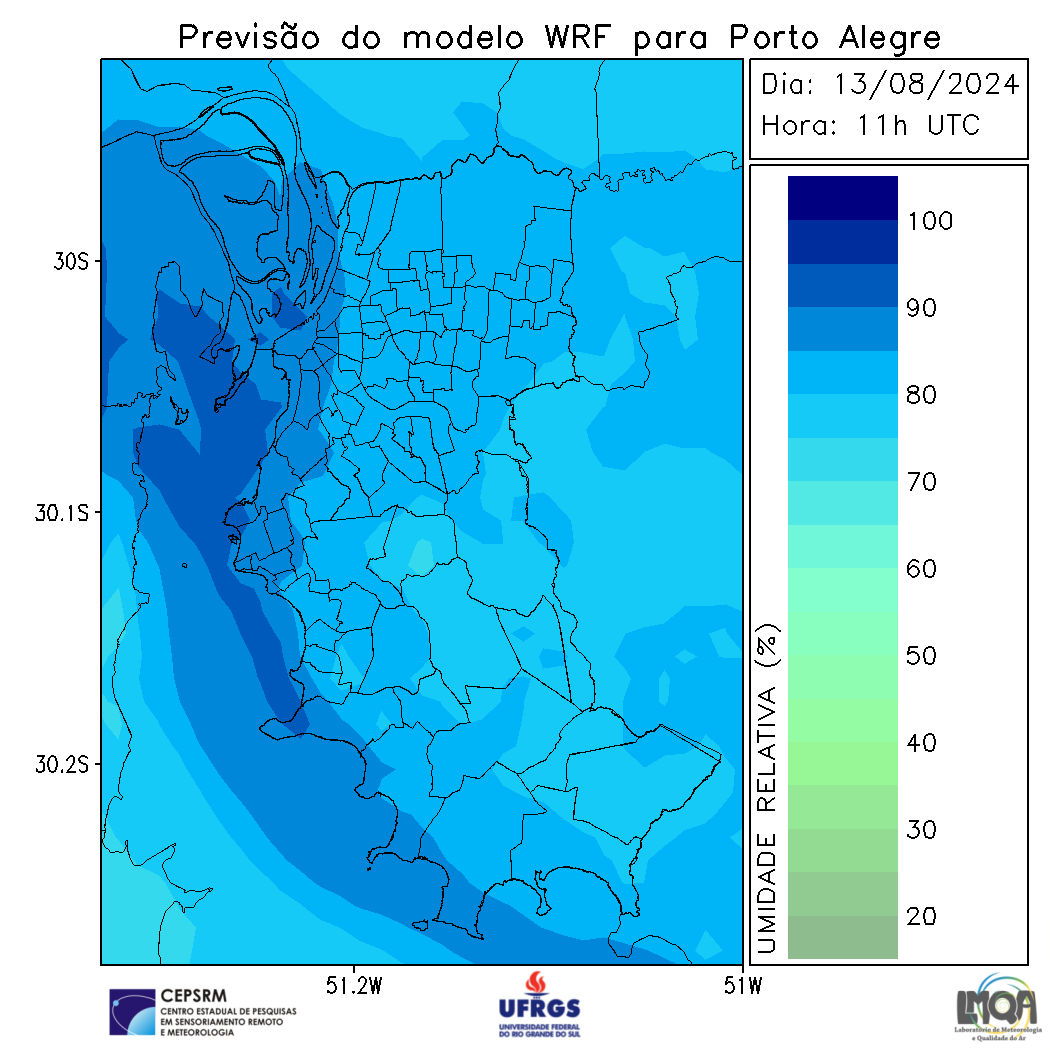 Previsão do modelo WRF para Porto Alegre
Dia: 13/08/2024
Hora: 11h UTC
30S
30.1S
30.2S
51.2W
51W
100
90
80
70
60
50
40
30
20
UMIDADE RELATIVA (%)
CEPSRM
CENTRO ESTADUAL DE PESQUISAS
EM SENSORIAMENTO REMOTO
E METEOROLOGIA
UFRGS
UNIVERSIDADE FEDERAL
DO RIO GRANDE DO SUL
LMQA
Laboratório de Meteorologia
e Qualidade do Ar